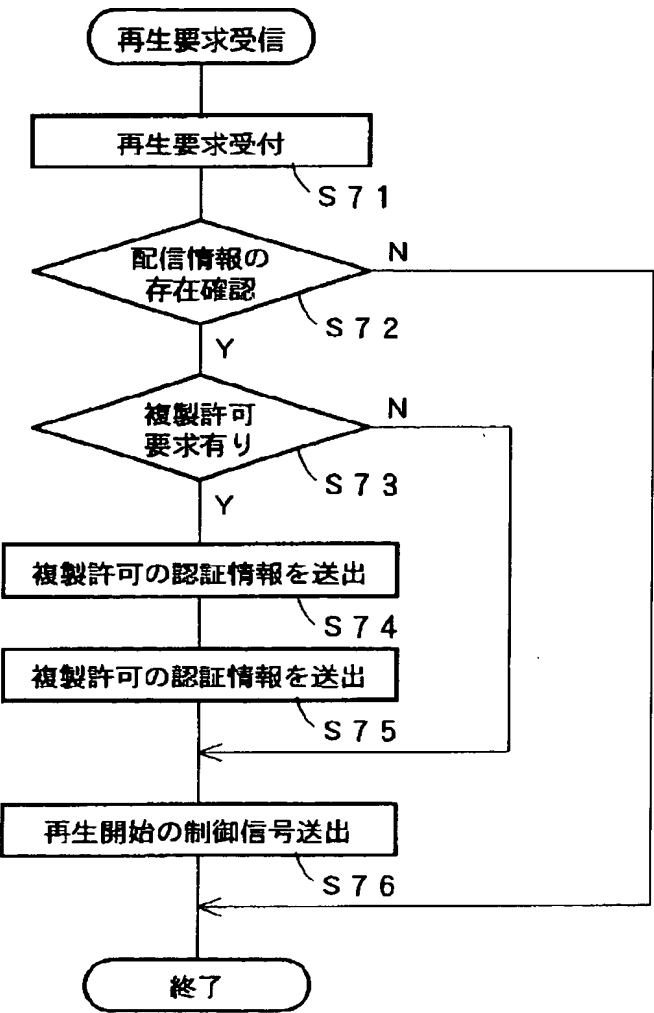 再生要求受信
再生要求受付
S71
配信情報の
存在確認
N
S72
Y
複製許可
要求有り
N
S73
Y
複製許可の認証情報を送出
S74
複製許可の認証情報を送出
S75
再生開始の制御信号送出
S76
終了